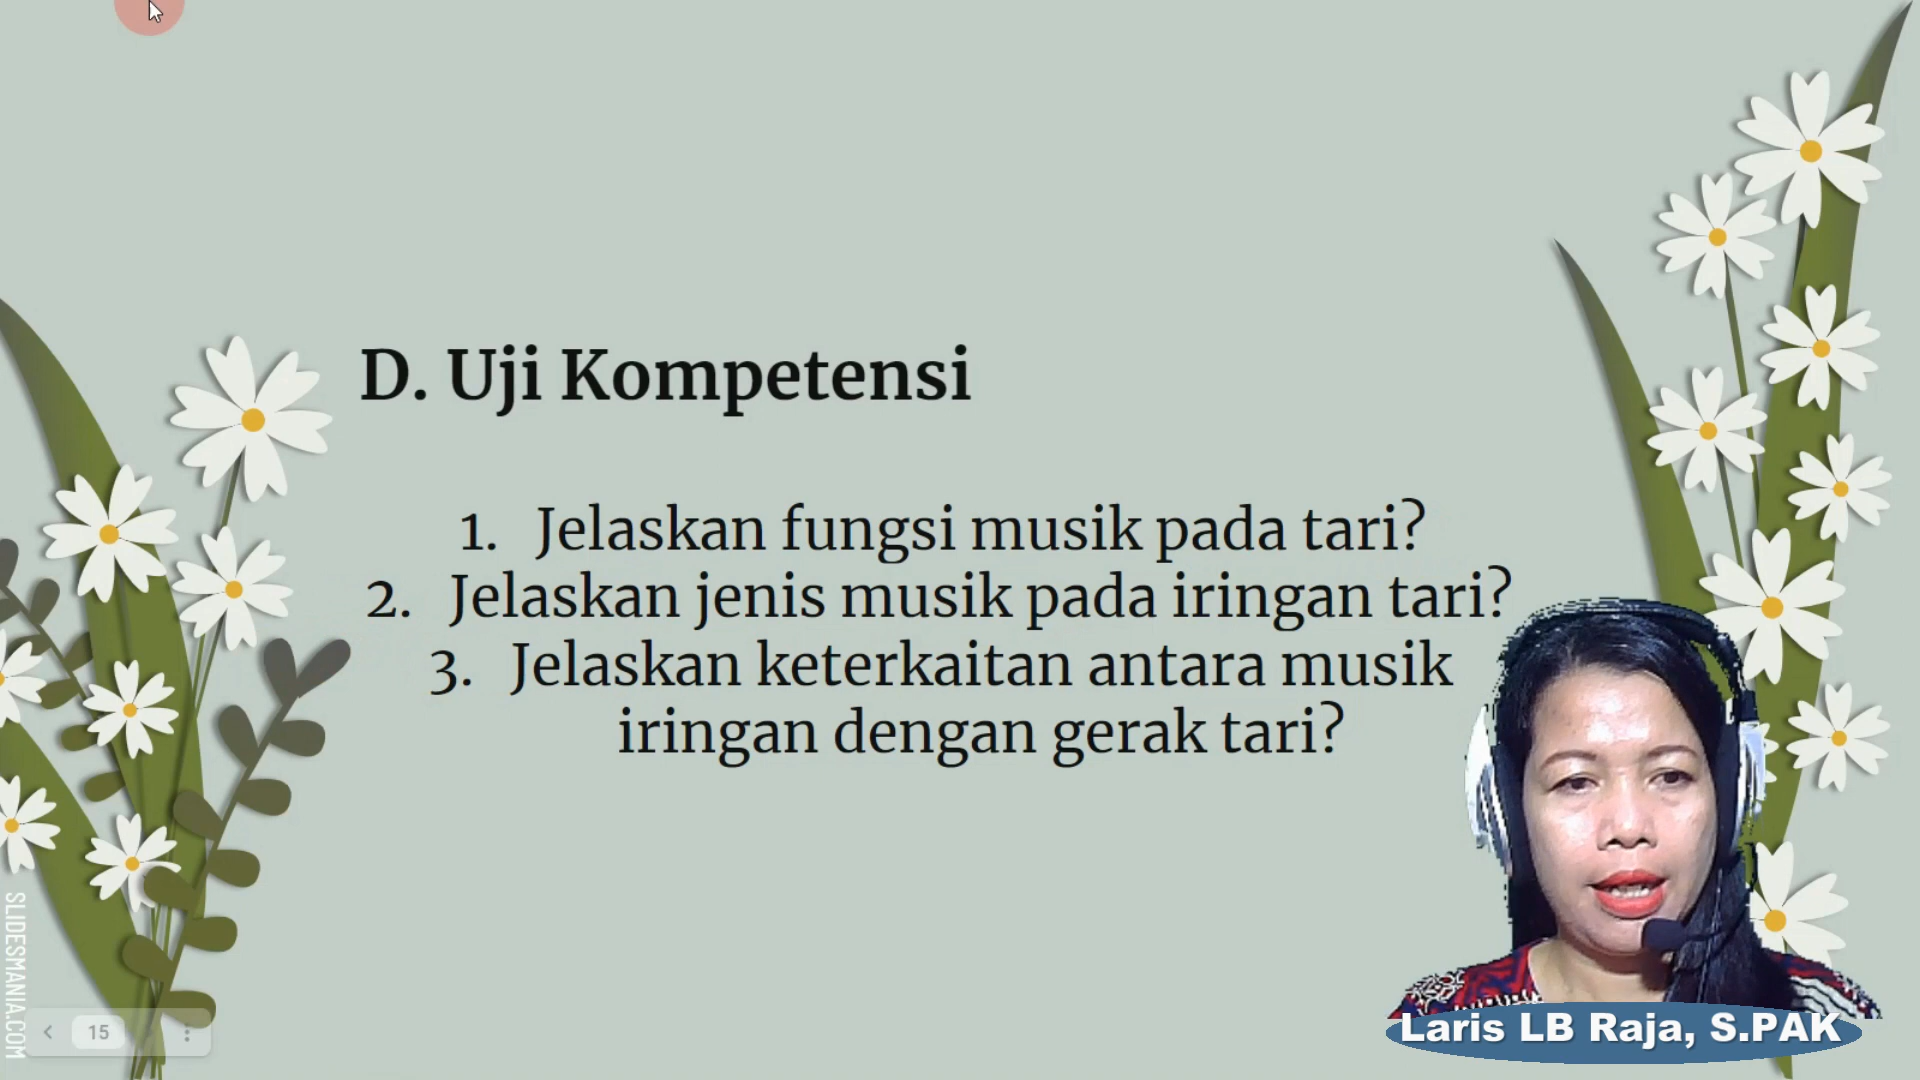 D. Uji Kompetensi
1. Jelaskan fungsi musik pada tari?
2. Jelaskan jenis musik pada iringan tari?
3. Jelaskan keterkaitan antara musik
iringan dengan gerak tari?
Laris LB Raja, S.PAK
SLIDESMANIA.COM
15